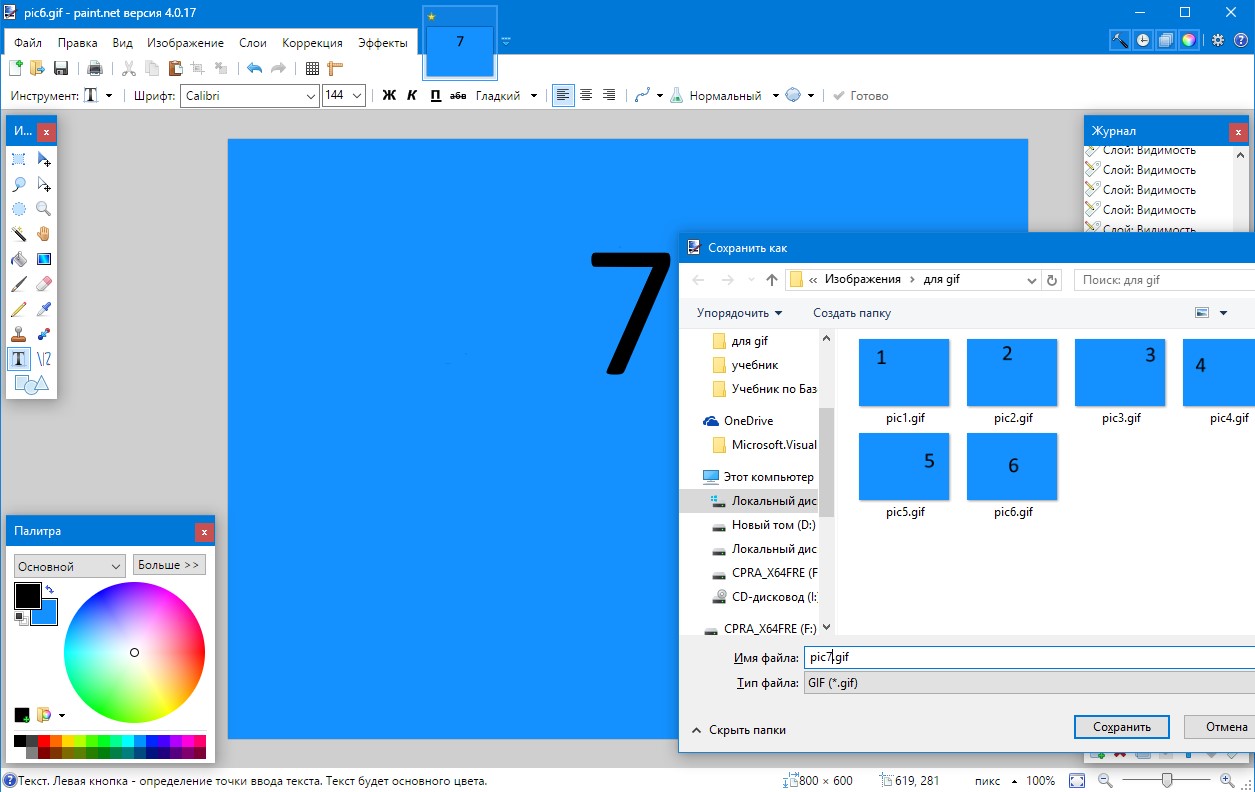 pic6.gif - paint.net версия 4.0.17
Файл Правка Вид Изображение Слои Коррекция Эффекты
7
Инструмент: T Шрифт: Calibri 144 Ж К П абв Гладкий Нормальный Готово
И...
Журнал
Слой: Видимость
Слой: Видимость
Слой: Видимость
Слой: Видимость
Слой: Видимость
7
Сохранить как
« Изображения › для gif
Поиск: для gif
Упорядочить Создать папку
для gif
учебник
Учебник по Баз
OneDrive
Microsoft.Visual
Этот компьютер
Локальный дис
Новый том (D:)
Локальный дис
CPRA_X64FRE (F
CD-дисковод (I:
CPRA_X64FRE (F:)
1 2 3 4
pic1.gif pic2.gif pic3.gif pic4.gif
5 6
pic5.gif pic6.gif
Имя файла: pic7.gif
Тип файла: GIF (*.gif)
Скрыть папки Сохранить Отмена
Палитра
Основной Больше >>
Текст. Левая кнопка - определение точки ввода текста. Текст будет основного цвета. 800 × 600 619, 281 пикс 100%